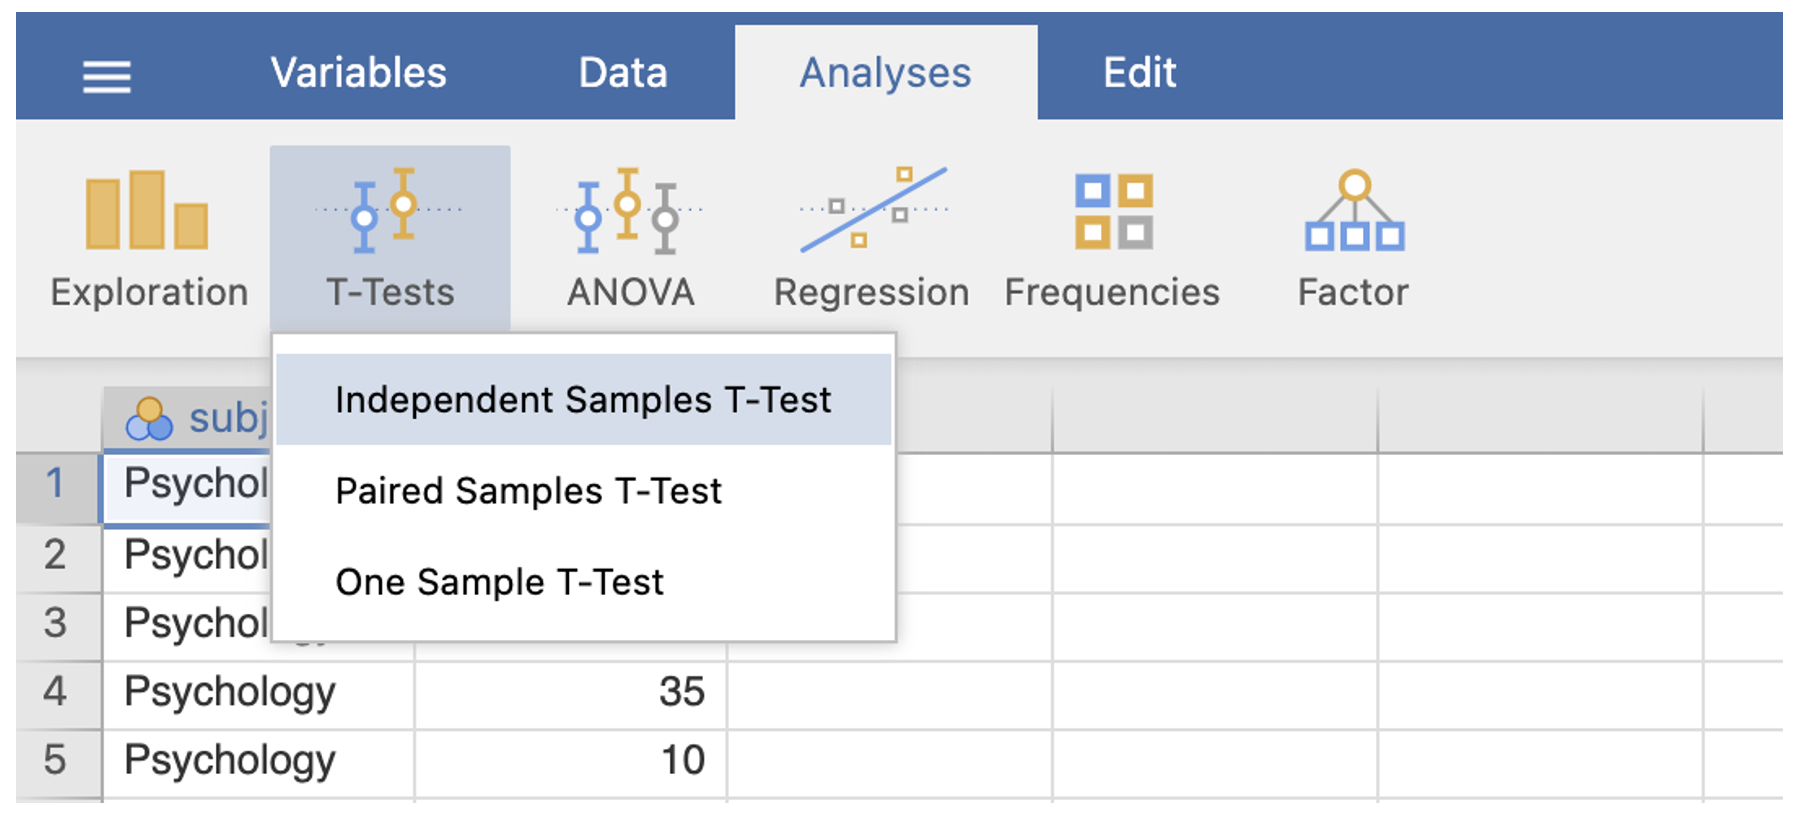 Variables Data Analyses Edit
Exploration T-Tests ANOVA Regression Frequencies Factor
Independent Samples T-Test
Paired Samples T-Test
One Sample T-Test
subj
1 Psychol
2 Psychol
3 Psychol
4 Psychology 35
5 Psychology 10